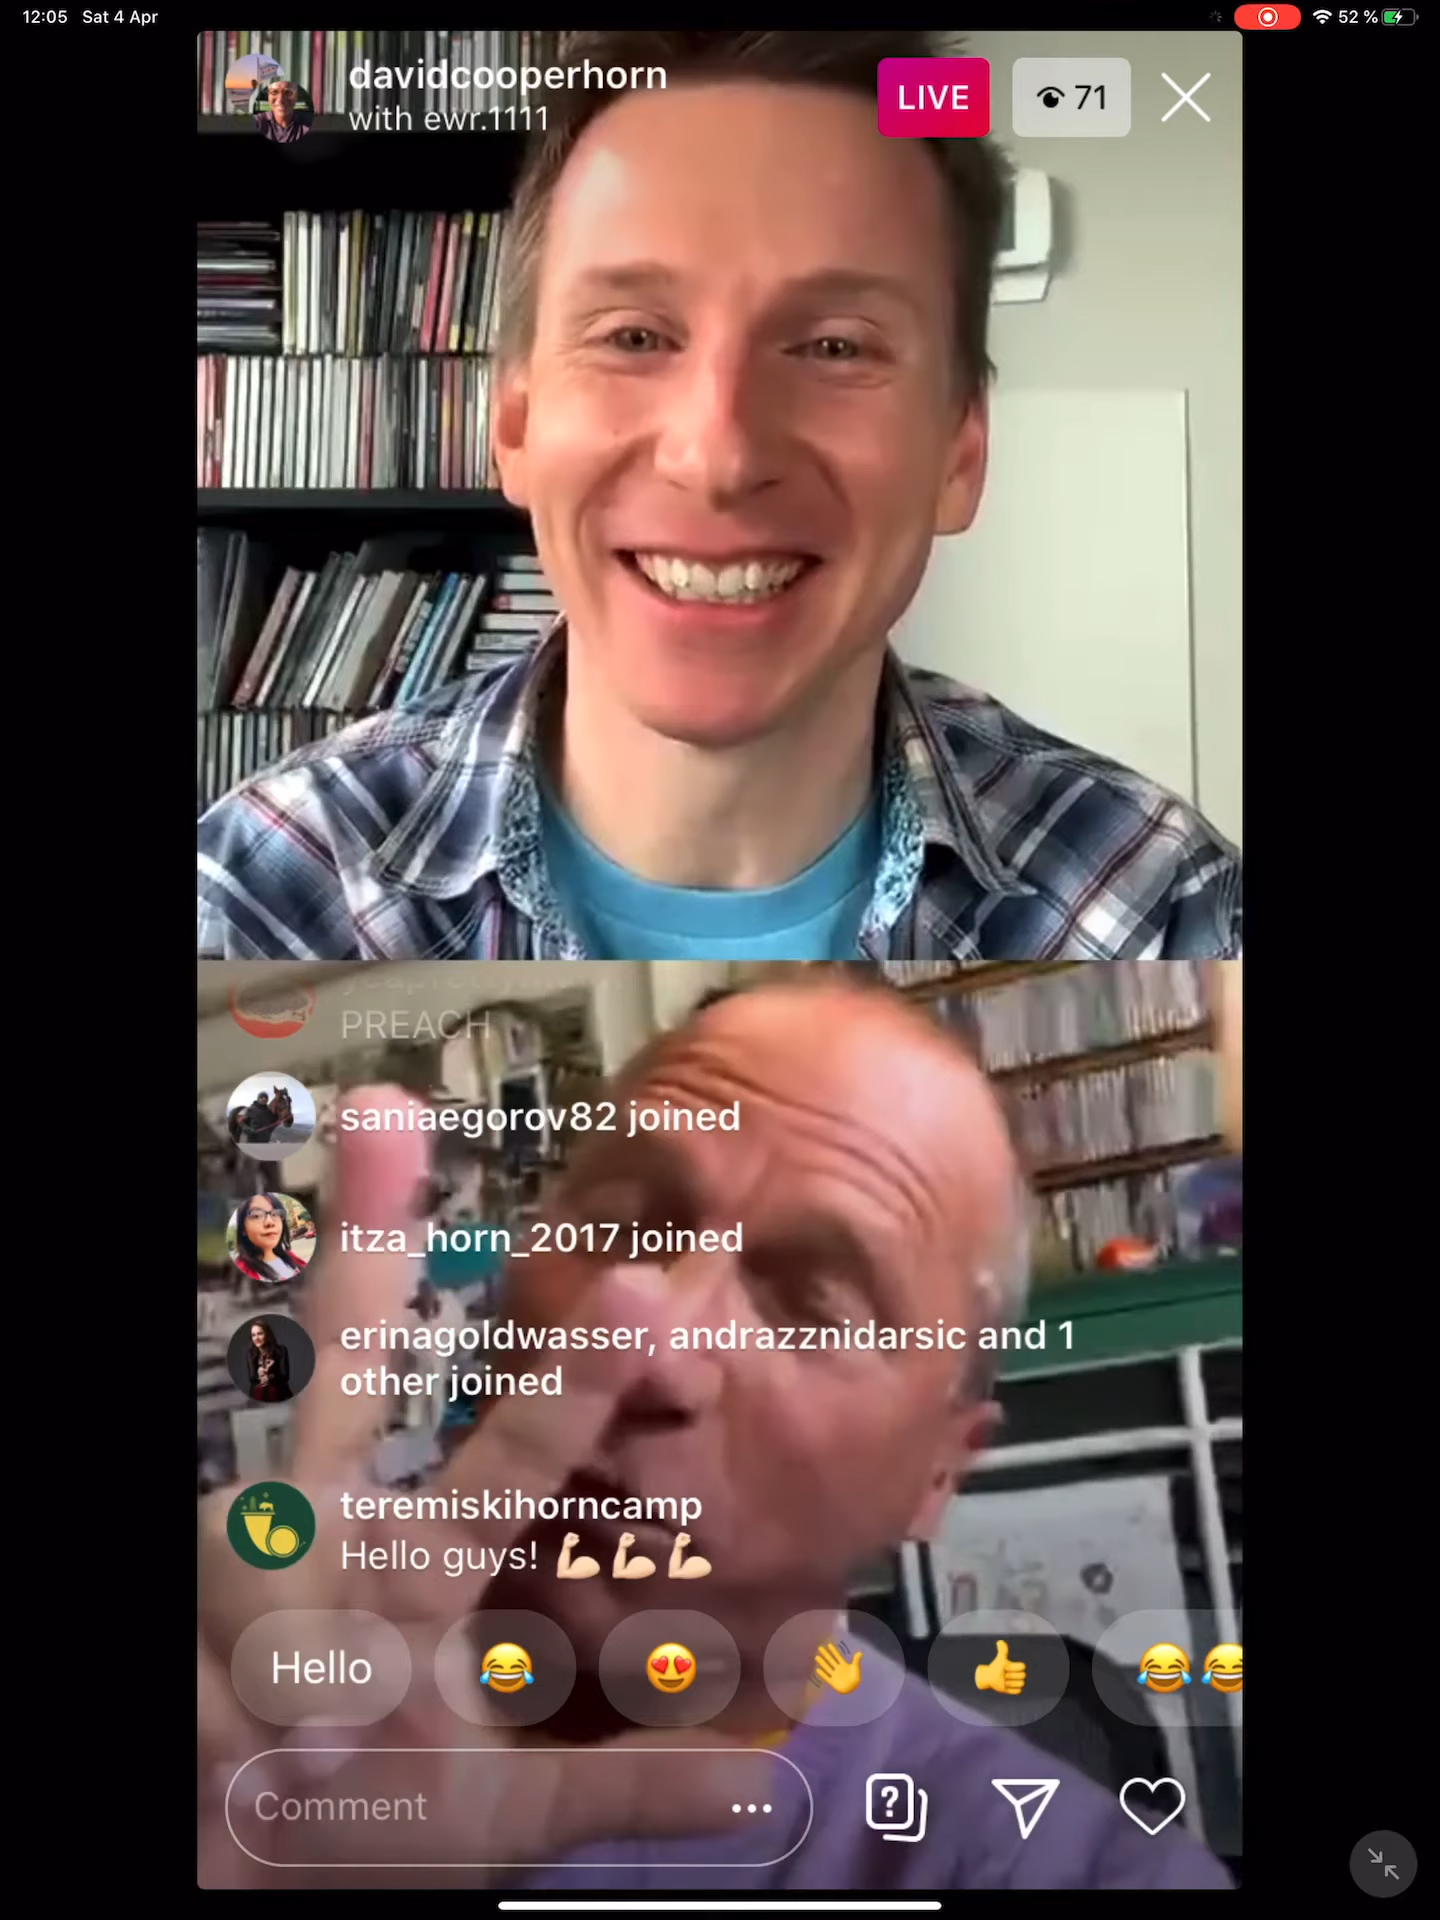 12:05 Sat 4 Apr
52 %
davidcooperhorn
with ewr.1111
LIVE
71
PREACH
saniaegorov82 joined
itza_horn_2017 joined
erinagoldwasser, andrazznidarsic and 1
other joined
teremiskihorncamp
Hello guys! 💪🏻💪🏻💪🏻
Hello 😂 😍 👋 👍 😂😂
Comment